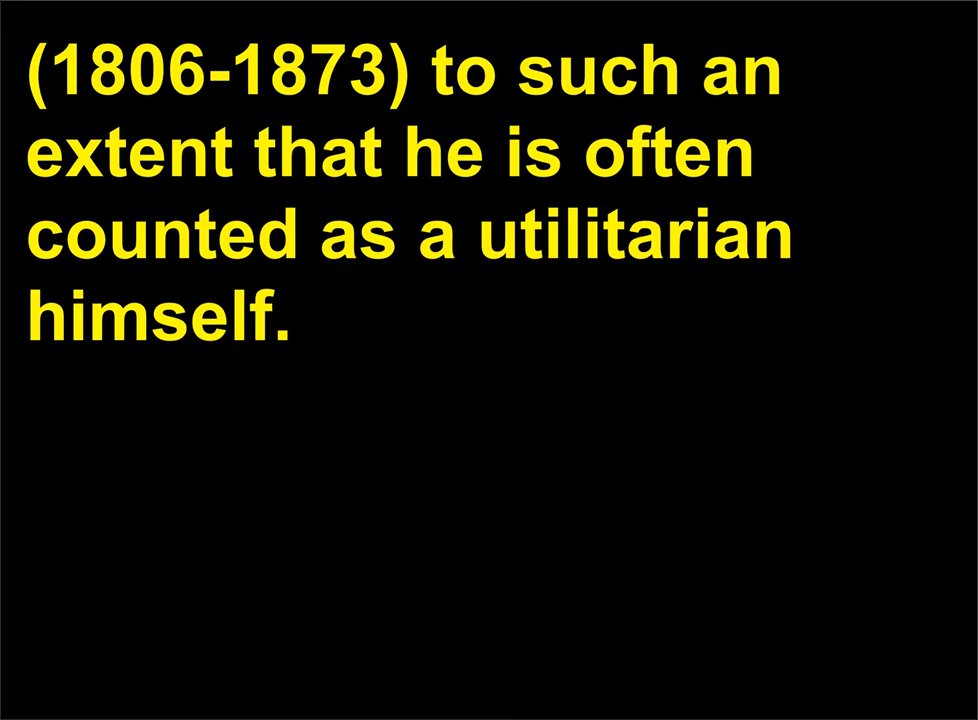 (1806-1873) to such an
extent that he is often
counted as a utilitarian
himself.